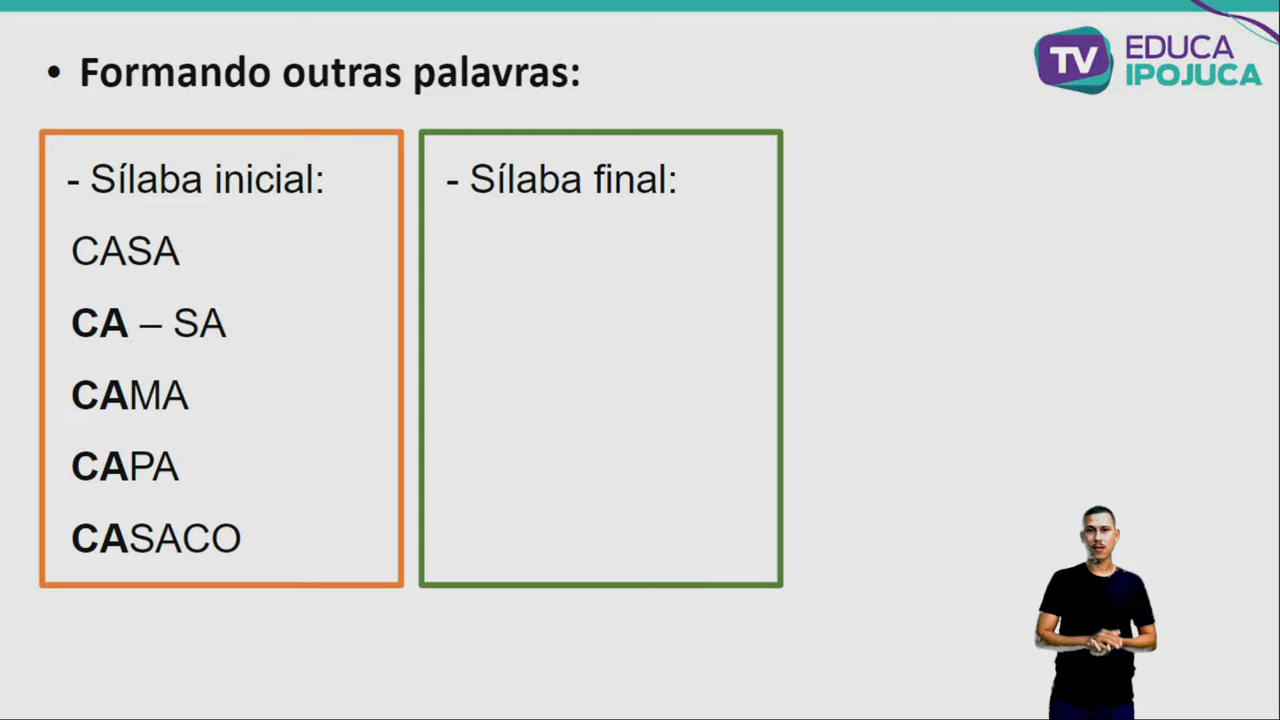 • Formando outras palavras:
TV EDUCA
IPOJUCA
- Sílaba inicial:
CASA
CA – SA
CAMA
CAPA
CASACO
- Sílaba final: